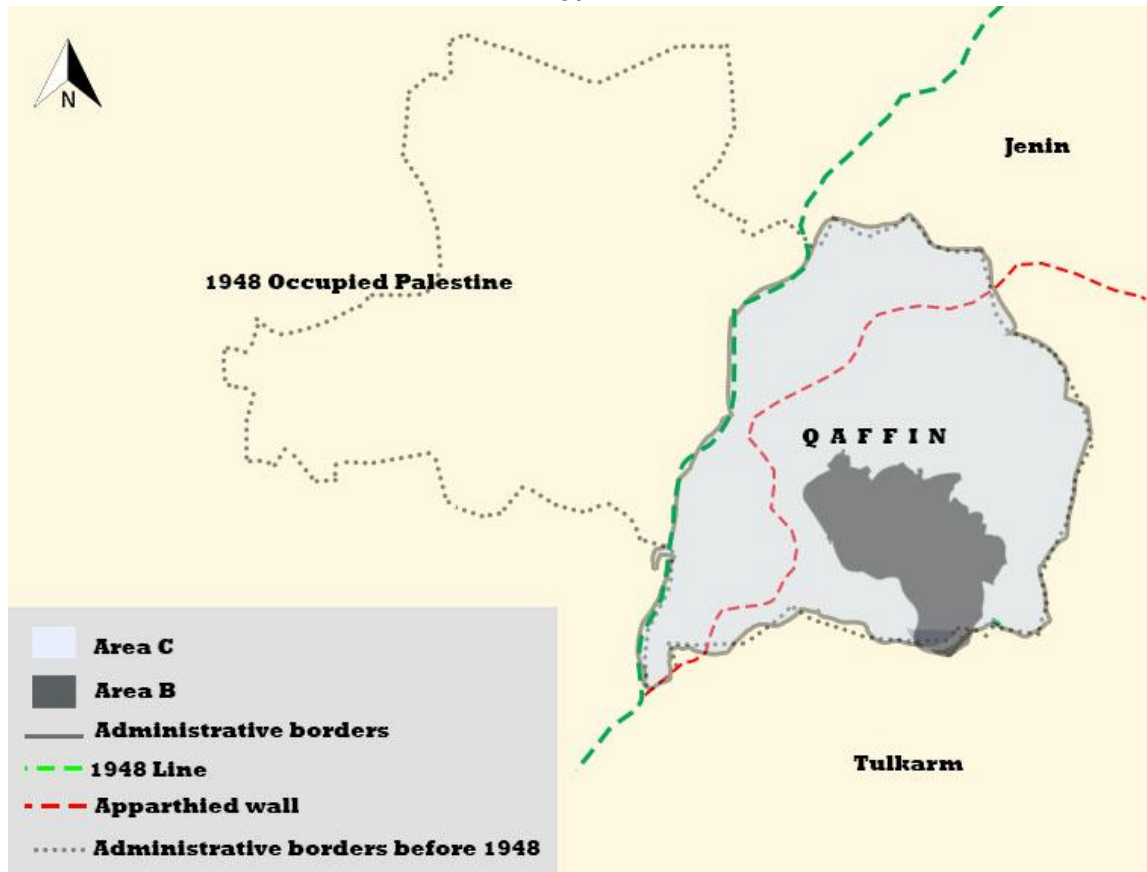 N
Jenin
1948 Occupied Palestine
QAFFIN
Area C
Area B
Administrative borders
1948 Line
Apparthied wall
Administrative borders before 1948
Tulkarm